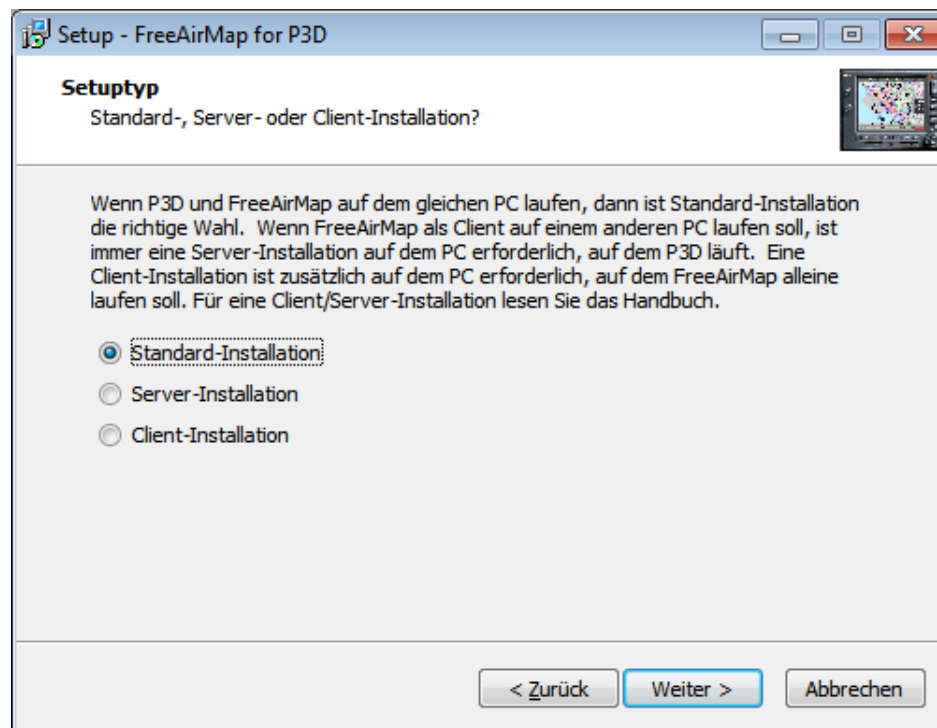 Setup - FreeAirMap for P3D
Setuptyp
Standard-, Server- oder Client-Installation?
Wenn P3D und FreeAirMap auf dem gleichen PC laufen, dann ist Standard-Installation
die richtige Wahl.  Wenn FreeAirMap als Client auf einem anderen PC laufen soll, ist
immer eine Server-Installation auf dem PC erforderlich, auf dem P3D läuft.  Eine
Client-Installation ist zusätzlich auf dem PC erforderlich, auf dem FreeAirMap alleine
laufen soll. Für eine Client/Server-Installation lesen Sie das Handbuch.
Standard-Installation
Server-Installation
Client-Installation
< Zurück Weiter > Abbrechen